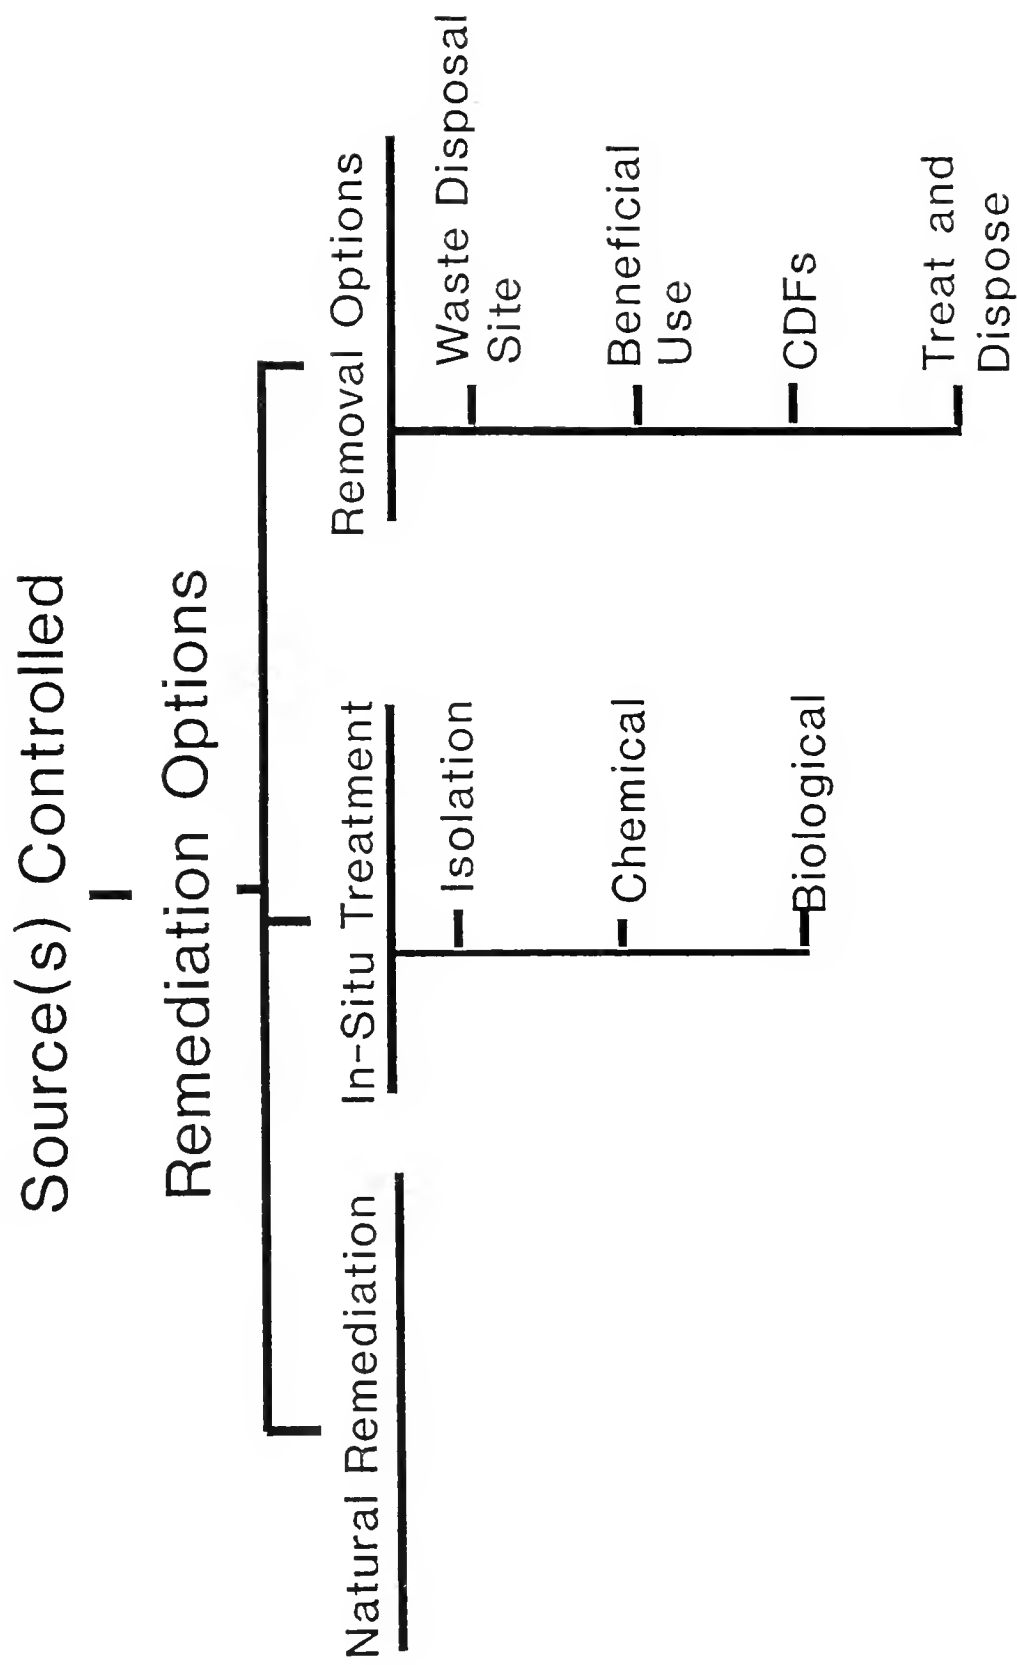 Source(s) Controlled
Remediation Options
Natural Remediation
In-Situ Treatment
Isolation
Chemical
Biological
Removal Options
Waste Disposal
Site
Beneficial
Use
CDFs
Treat and
Dispose